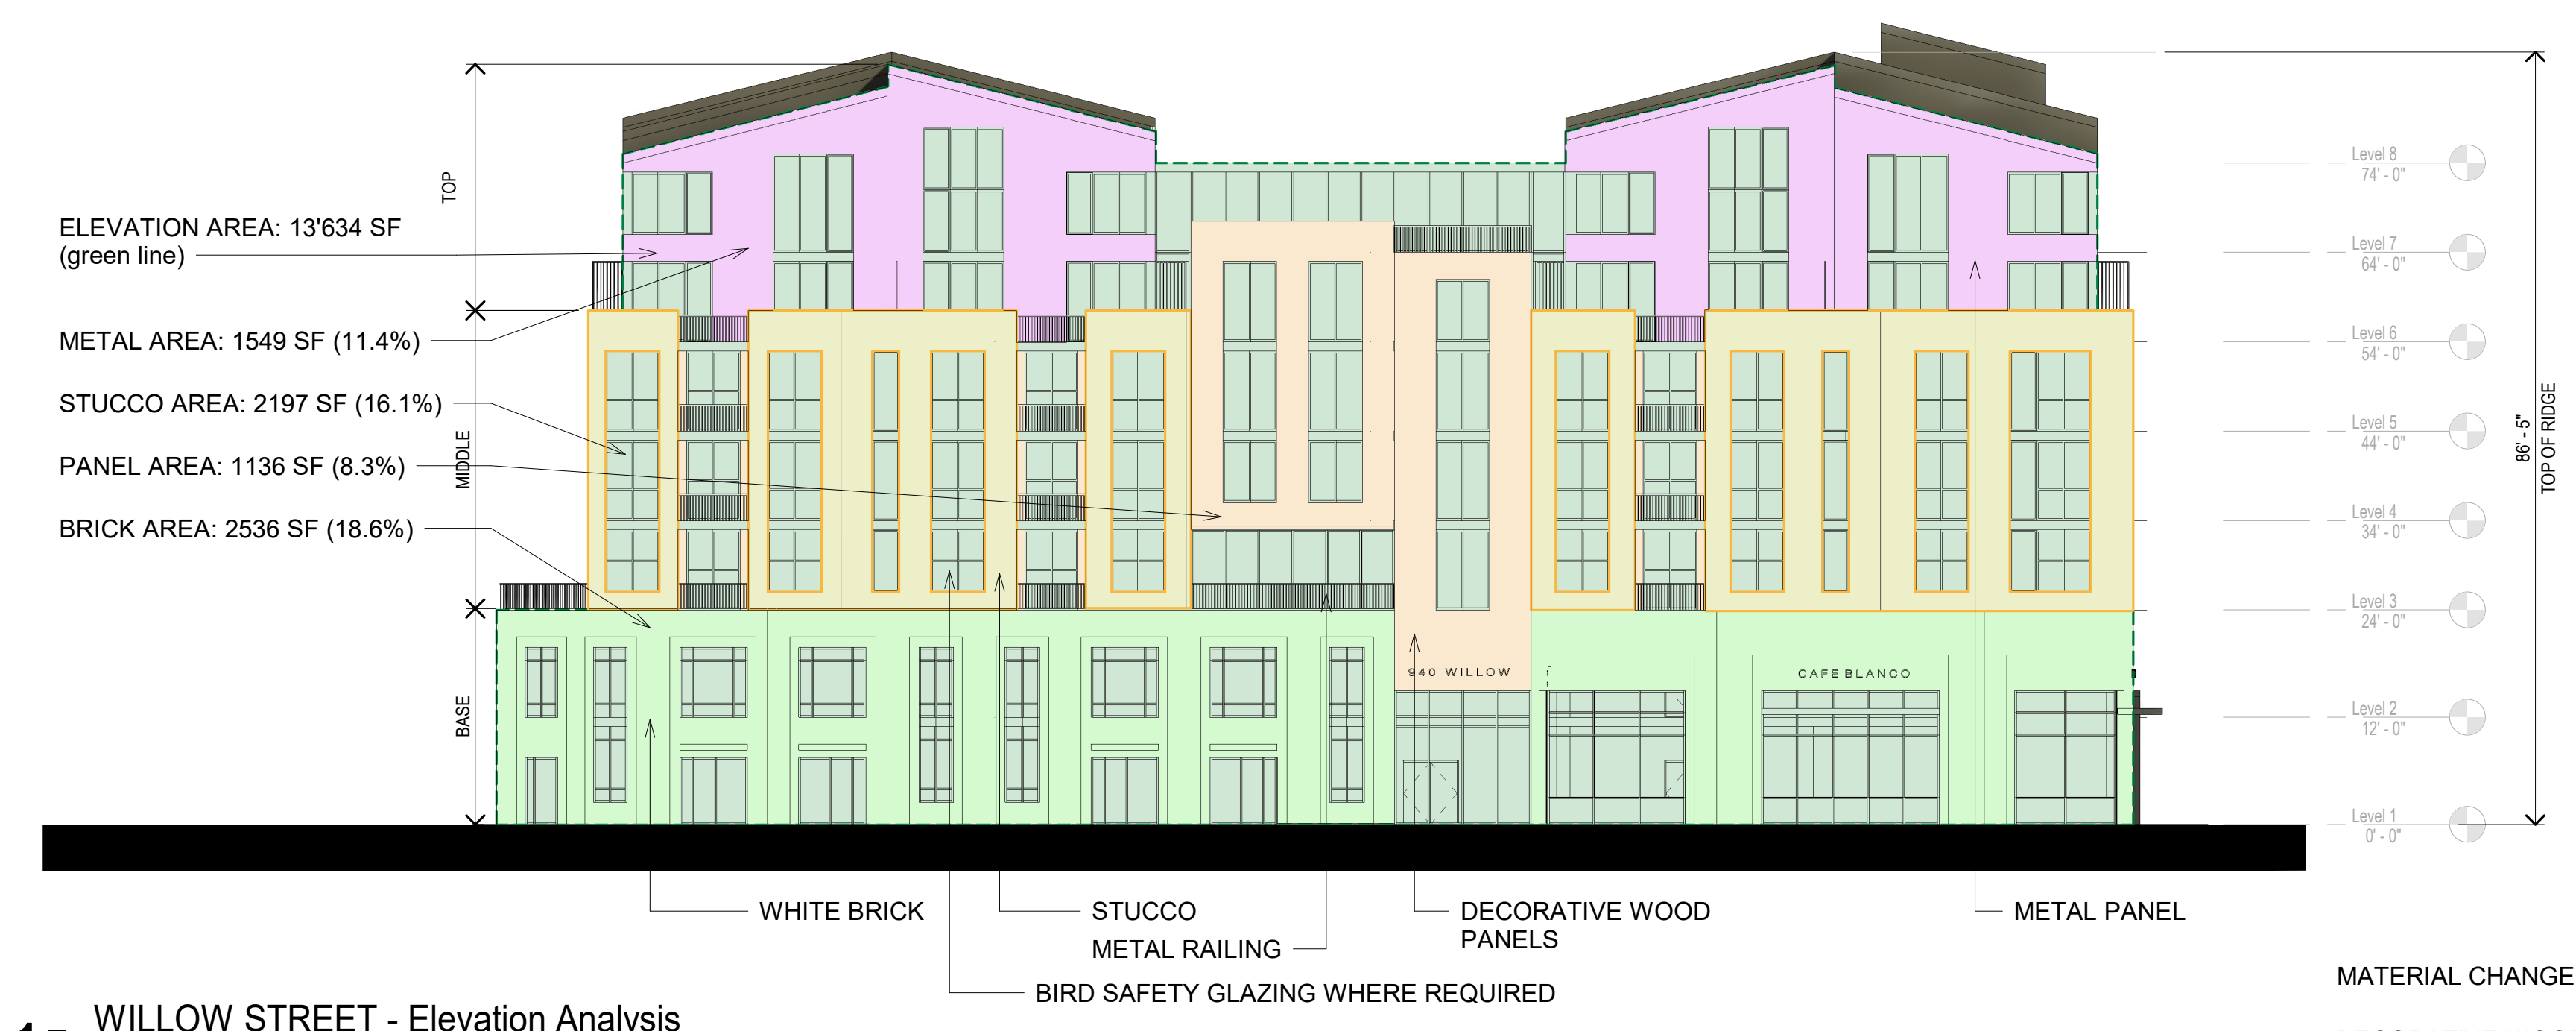 TOP
ELEVATION AREA: 13'634 SF
(green line)
METAL AREA: 1549 SF (11.4%)
STUCCO AREA: 2197 SF (16.1%)
PANEL AREA: 1136 SF (8.3%)
BRICK AREA: 2536 SF (18.6%)
MIDDLE
BASE
940 WILLOW
CAFE BLANCO
Level 8
74' - 0"
Level 7
64' - 0"
Level 6
54' - 0"
Level 5
44' - 0"
Level 4
34' - 0"
Level 3
24' - 0"
Level 2
12' - 0"
Level 1
0' - 0"
86' - 5"
TOP OF RIDGE
WHITE BRICK
STUCCO
METAL RAILING
DECORATIVE WOOD
PANELS
METAL PANEL
BIRD SAFETY GLAZING WHERE REQUIRED
MATERIAL CHANGE
WILLOW STREET - Elevation Analysis